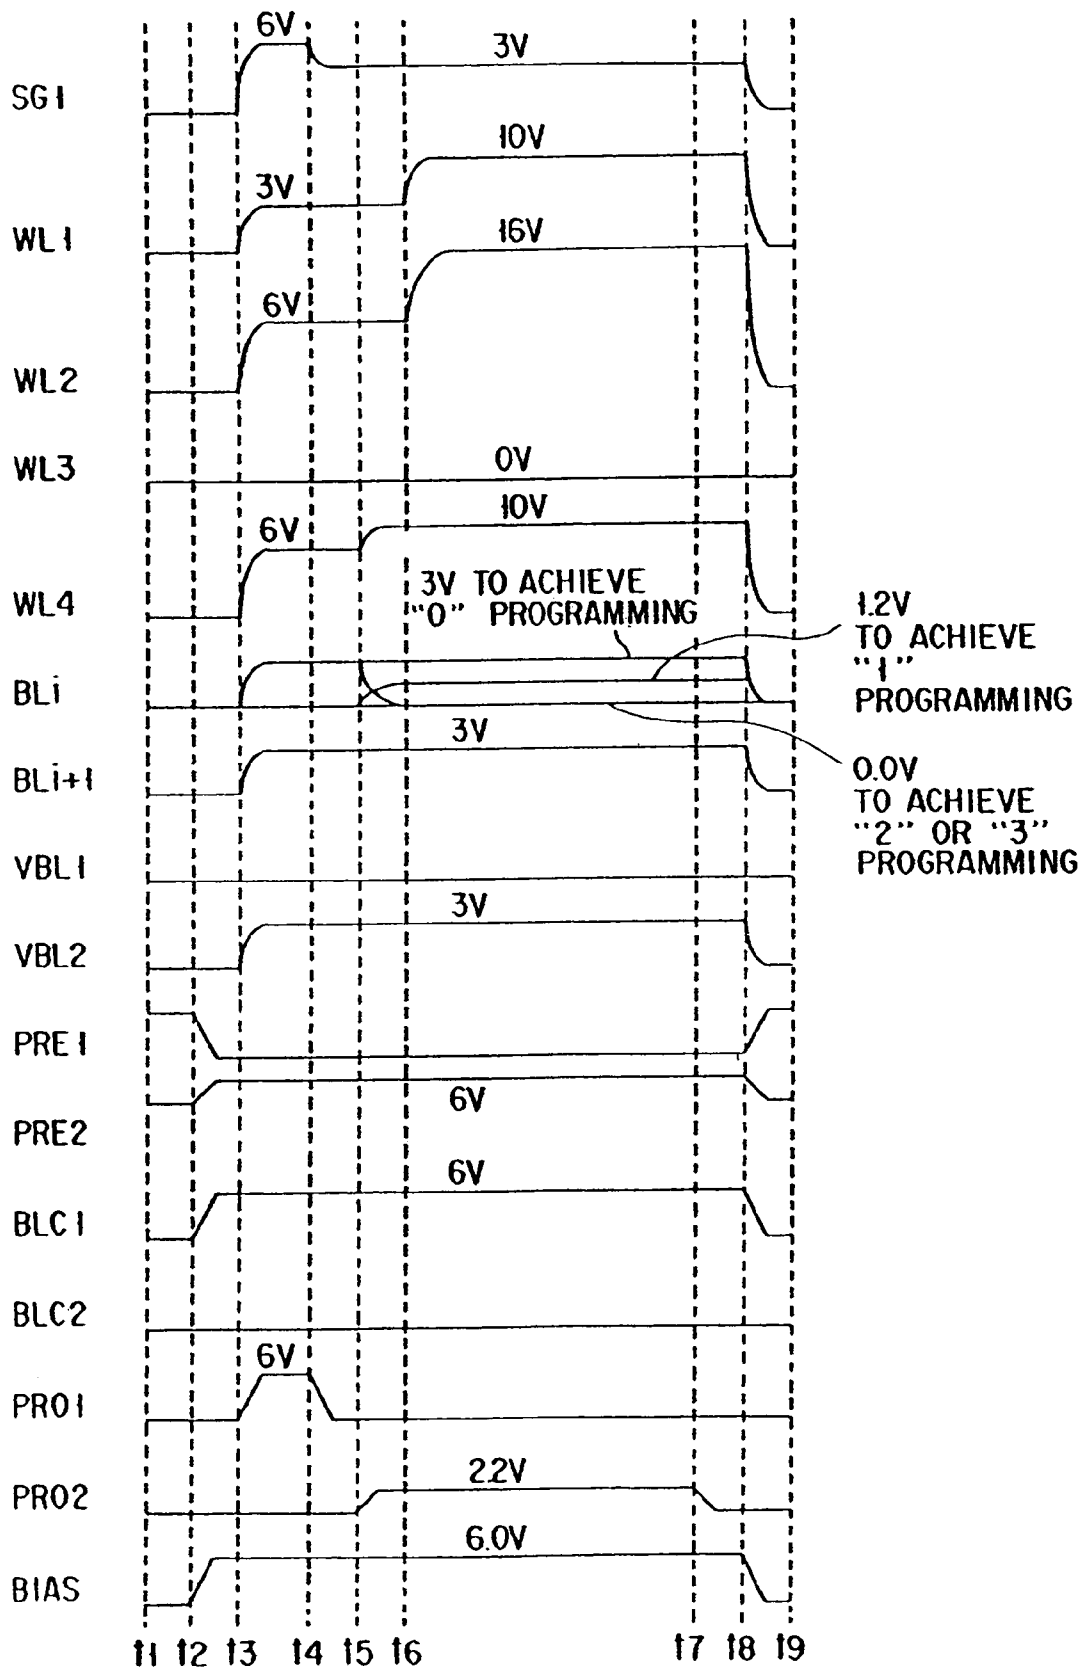 6V
3V
SG1
10V
3V
WL1
16V
6V
WL2
WL3
0V
10V
6V
3V TO ACHIEVE
"0" PROGRAMMING
WL4
1.2V
TO ACHIEVE
"1"
PROGRAMMING
BLi
3V
BLi+1
0.0V
TO ACHIEVE
"2" OR "3"
PROGRAMMING
VBL1
3V
VBL2
PRE1
6V
PRE2
6V
BLC1
BLC2
6V
PRO1
2.2V
PRO2
6.0V
BIAS
t1 t2 t3 t4 t5 t6 t7 t8 t9